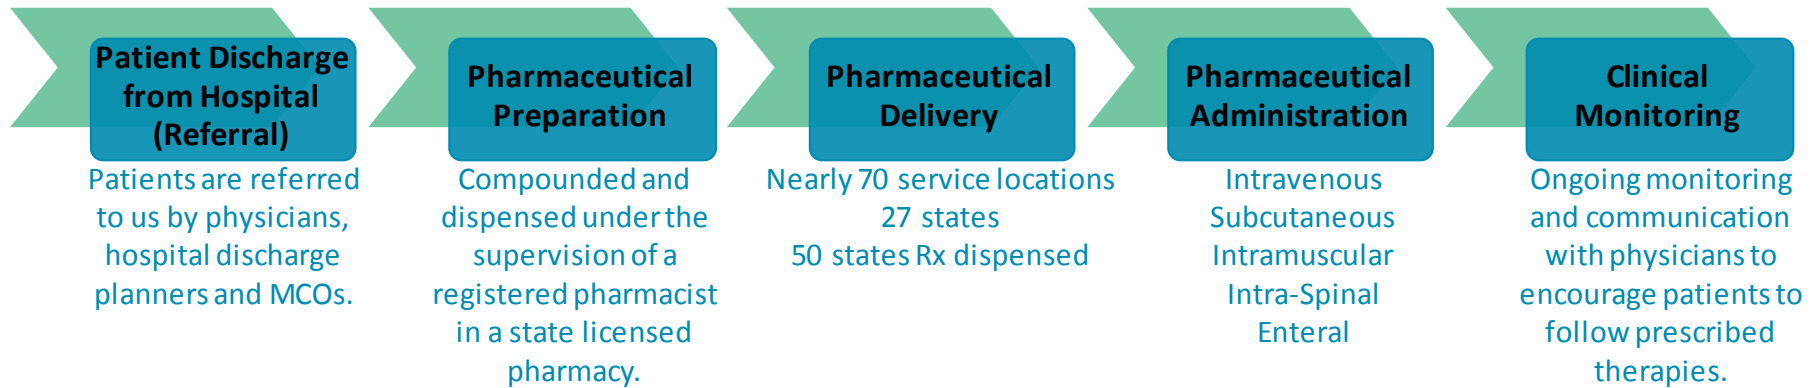 Patient Discharge
from Hospital
(Referral)
Patients are referred
to us by physicians,
hospital discharge
planners and MCOs.
Pharmaceutical
Preparation
Compounded and
dispensed under the
supervision of a
registered pharmacist
in a state licensed
pharmacy.
Pharmaceutical
Delivery
Nearly 70 service locations
27 states
50 states Rx dispensed
Pharmaceutical
Administration
Intravenous
Subcutaneous
Intramuscular
Intra-Spinal
Enteral
Clinical
Monitoring
Ongoing monitoring
and communication
with physicians to
encourage patients to
follow prescribed
therapies.